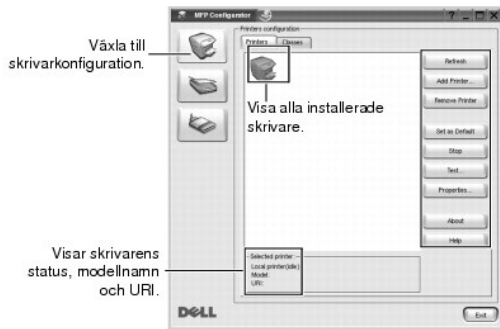 MFP Configurator
Printers configuration
Printers Classes
Växla till
skrivarkonfiguration.
Visa alla installerade
skrivare.
Refresh
Add Printer...
Remove Printer
Set as Default
Stop
Test...
Properties...
About
Help
Visar skrivarens
status, modellnamn
och URI.
Selected printer:
Local printer(idle)
Model:
URI:
DELL
Exit